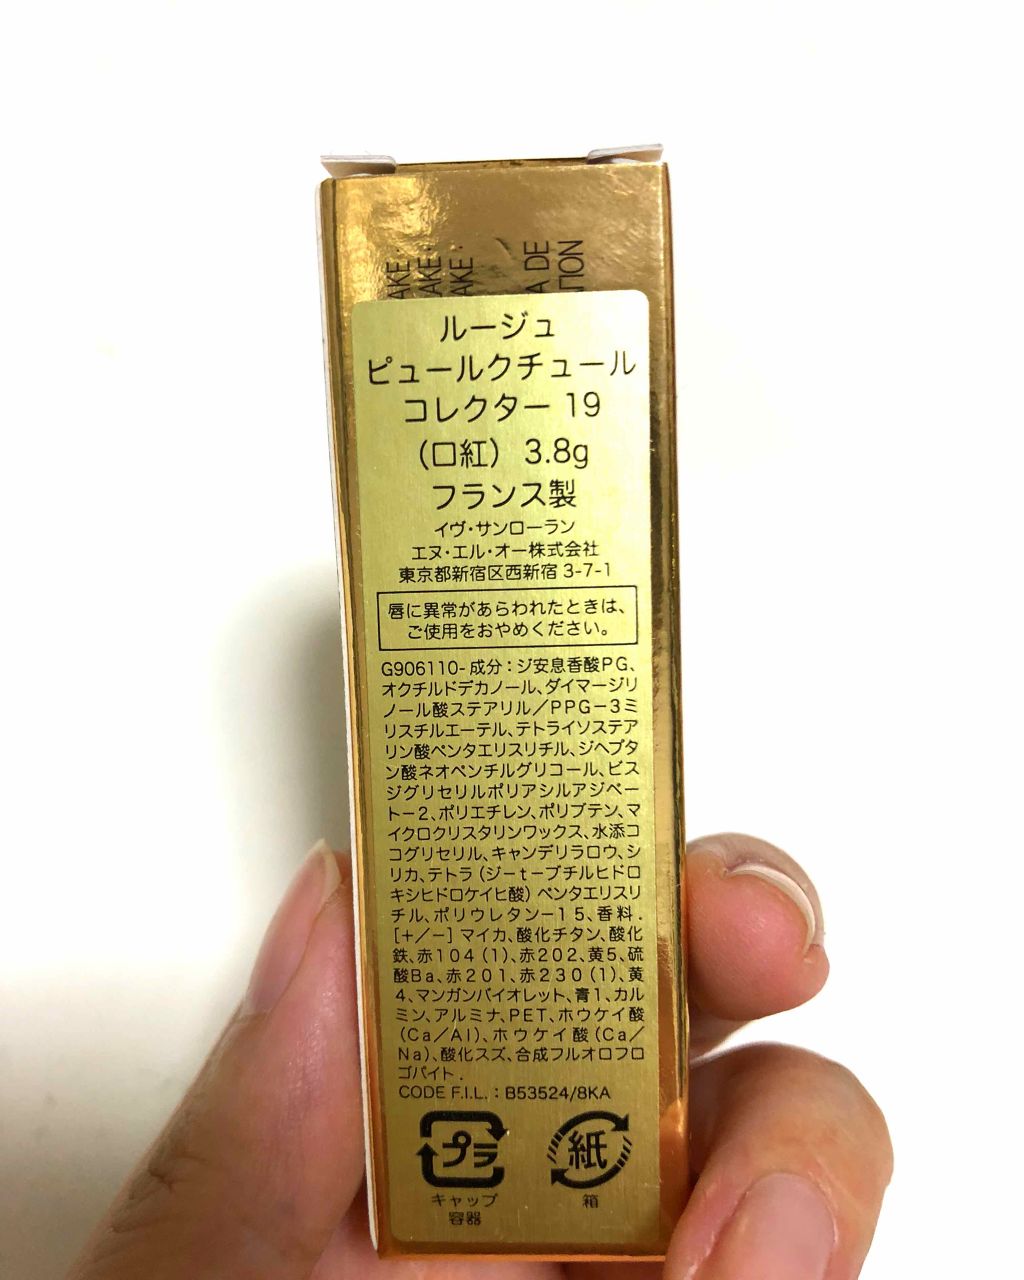 AKE :
AKE :
AKE :
A DE
ATION
ルージュ
ピュールクチュール
コレクター 19
（口紅） 3.8g
フランス製
イヴ・サンローラン
エヌ・エル・オー株式会社
東京都新宿区西新宿 3-7-1
唇に異常があらわれたときは、
ご使用をおやめください。
G906110- 成分：ジ安息香酸PG、
オクチルドデカノール、ダイマージリ
ノール酸ステアリル／PPG－3ミ
リスチルエーテル、テトライソステア
リン酸ペンタエリスリチル、ジヘプタ
ン酸ネオペンチルグリコール、ビス
ジグリセリルポリアシルアジペー
ト－2、ポリエチレン、ポリブテン、マ
イクロクリスタリンワックス、水添コ
コグリセリル、キャンデリラロウ、シ
リカ、テトラ（ジーtーブチルヒドロ
キシヒドロケイヒ酸）ペンタエリスリ
チル、ポリウレタン－15、香料．
［+／−］マイカ、酸化チタン、酸化
鉄、赤104（1）、赤202、黄5、硫
酸Ba、赤201、赤230（1）、黄
4、マンガンバイオレット、青1、カル
ミン、アルミナ、PET、ホウケイ酸
（Ca／Al）、ホウケイ酸（Ca／
Na）、酸化スズ、合成フルオロフロ
ゴパイト．
CODE F.I.L. : B53524/8KA
プラ
紙
キャップ
容器
箱